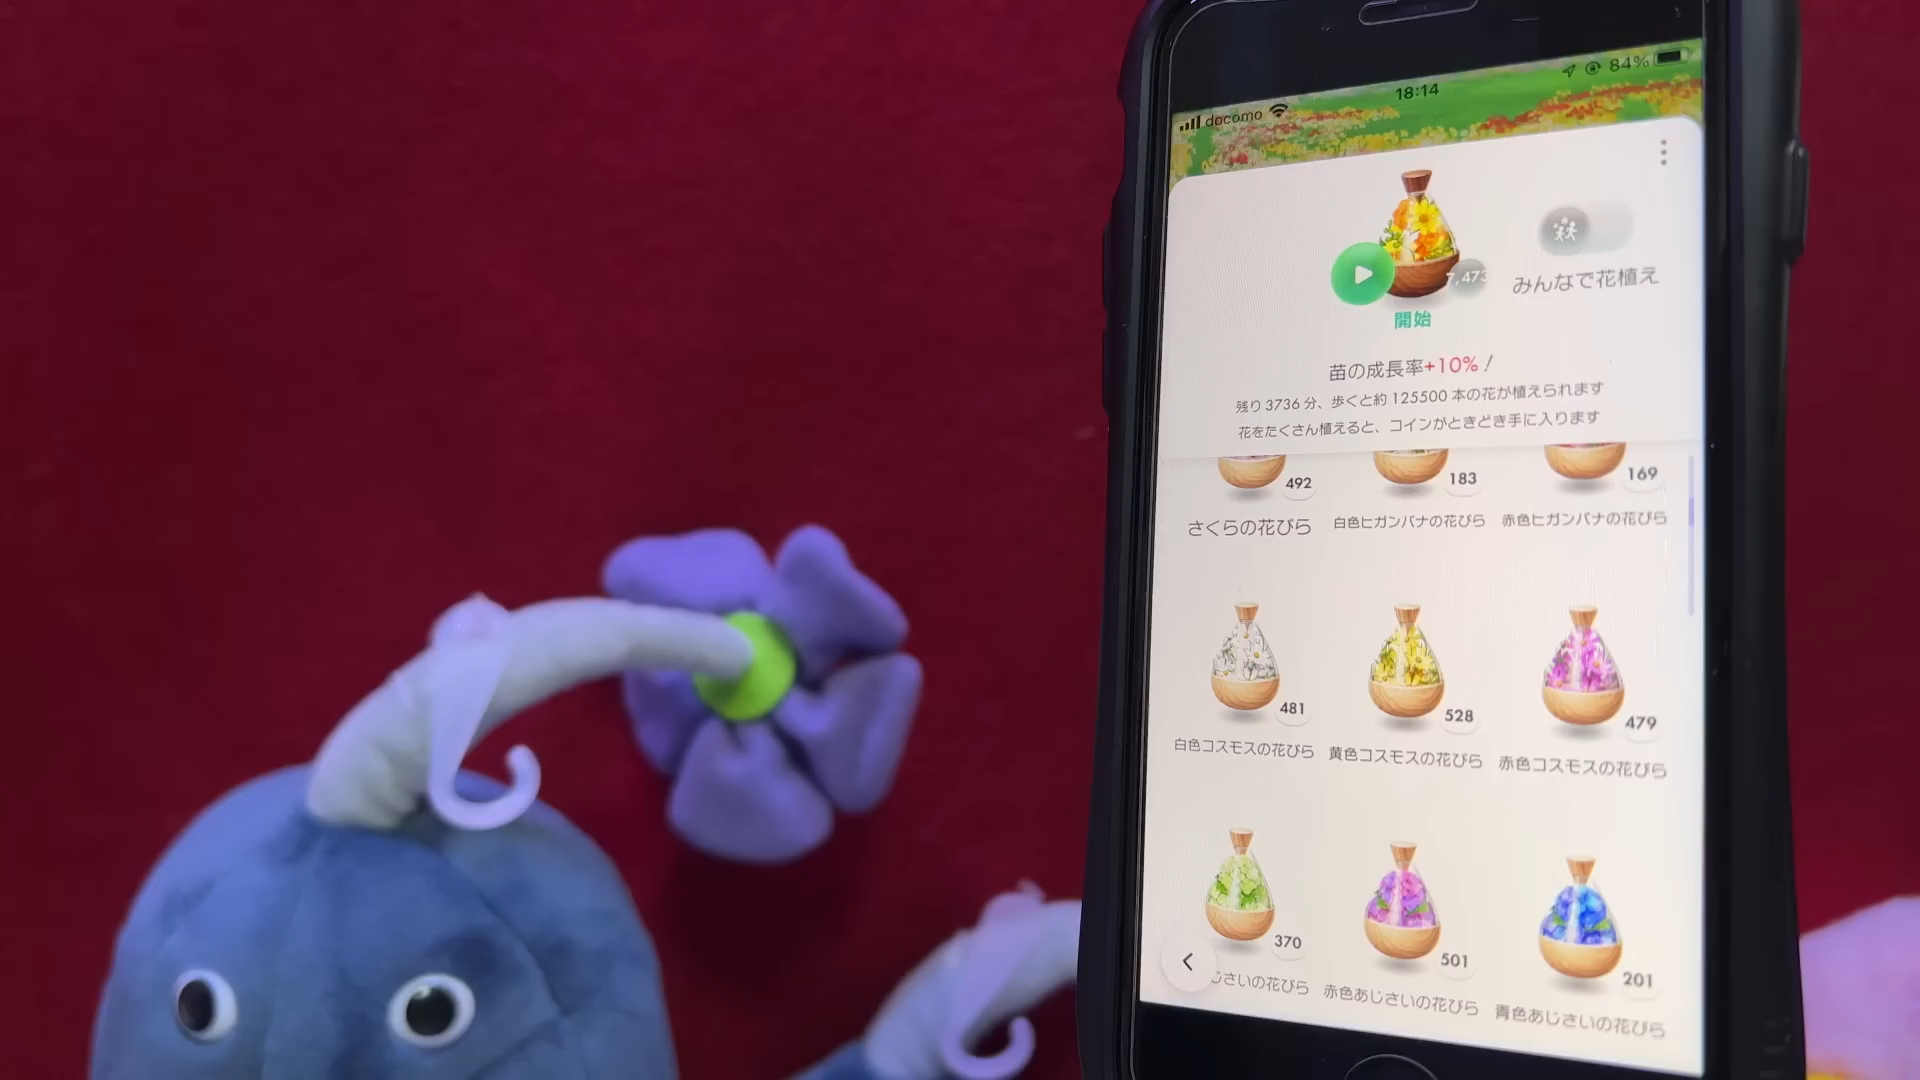 docomo 18:14 84%
7,473
みんなで花植え
開始
苗の成長率+10%！
残り 3736 分、歩くと約 125500 本の花が植えられます
花をたくさん植えると、コインがときどき手に入ります
492 183 169
さくらの花びら 白色ヒガンバナの花びら 赤色ヒガンバナの花びら
481 528 479
白色コスモスの花びら 黄色コスモスの花びら 赤色コスモスの花びら
370 501 201
じさいの花びら 赤色あじさいの花びら 青色あじさいの花びら